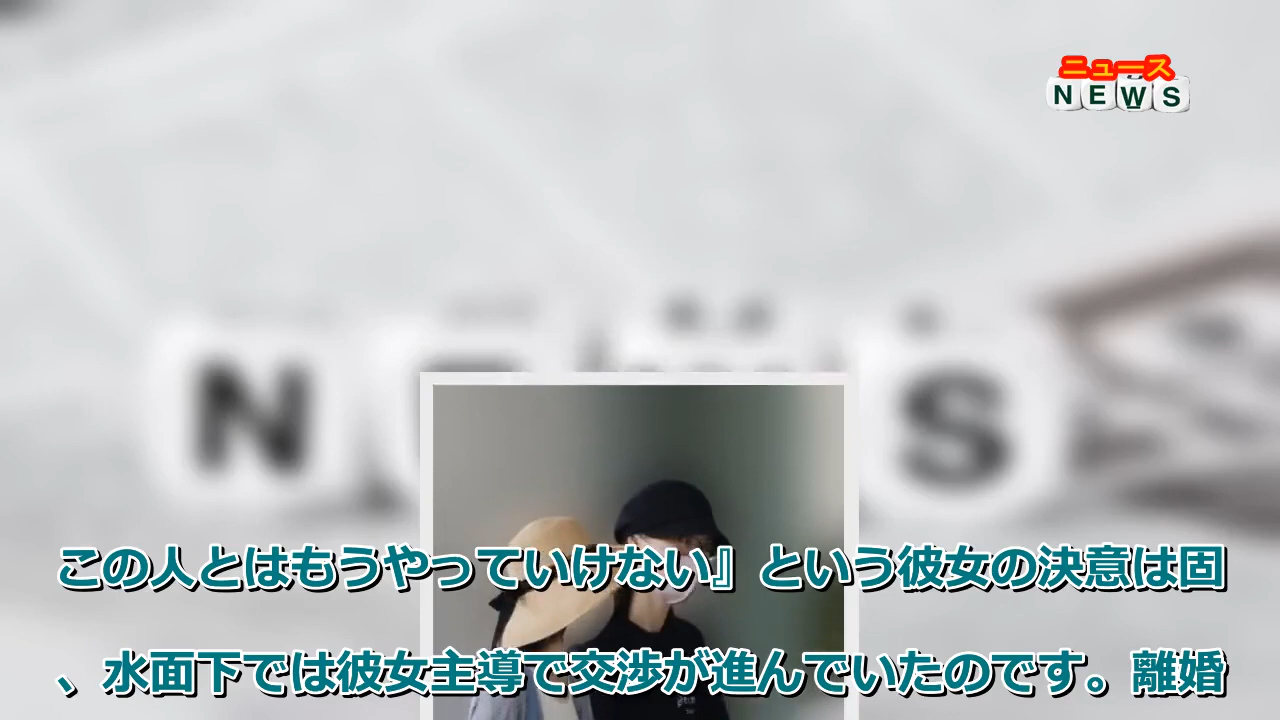 ニュース
NEWS
N S
この人とはもうやっていけない』という彼女の決意は固
、水面下では彼女主導で交渉が進んでいたのです。離婚